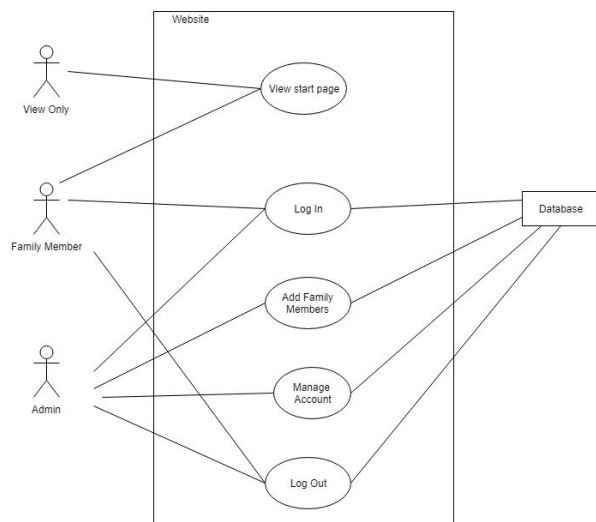 Website
View Only
View start page
Family Member
Log In
Database
Add Family
Members
Admin
Manage
Account
Log Out